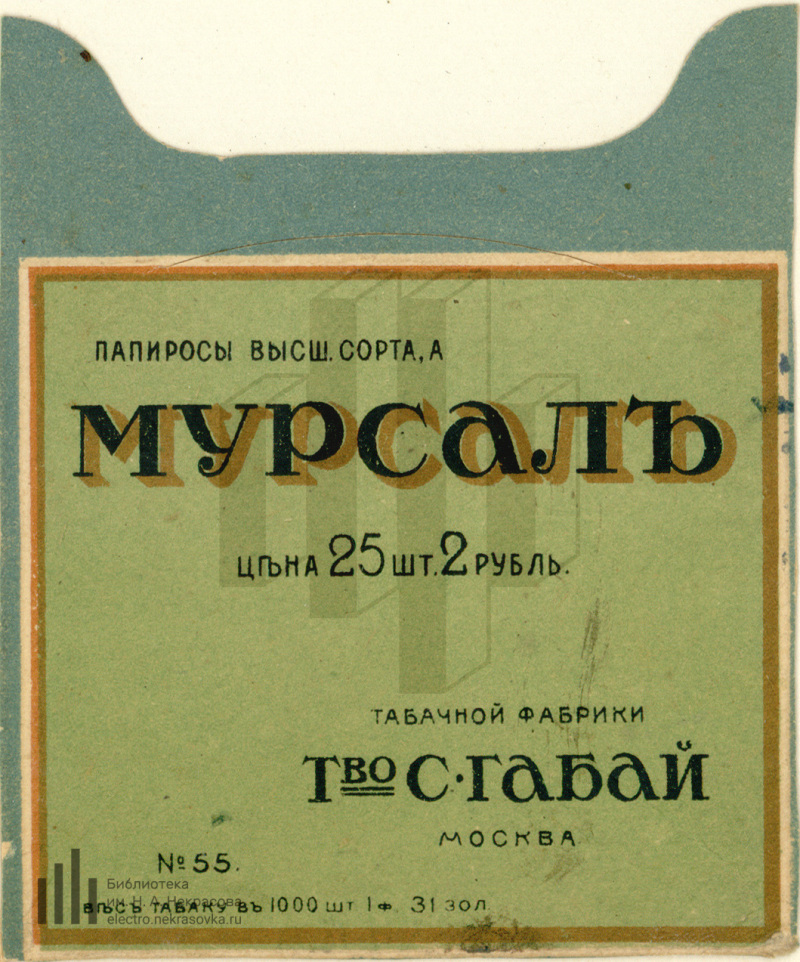 ПАПИРОСЫ ВЫСШ. СОРТА, А
МУРСАЛЪ
ЦѢНА 25 ШТ. 2 РУБЛЬ.
ТАБАЧНОЙ ФАБРИКИ
Тво С. ГАБАЙ
МОСКВА
№ 55.
Библиотека
им. Н. А. Некрасова
ВѢСЪ ТАБАКУ ВЪ 1000 ШТ 1 Ф. 31 ЗОЛ.
electro.nekrasovka.ru